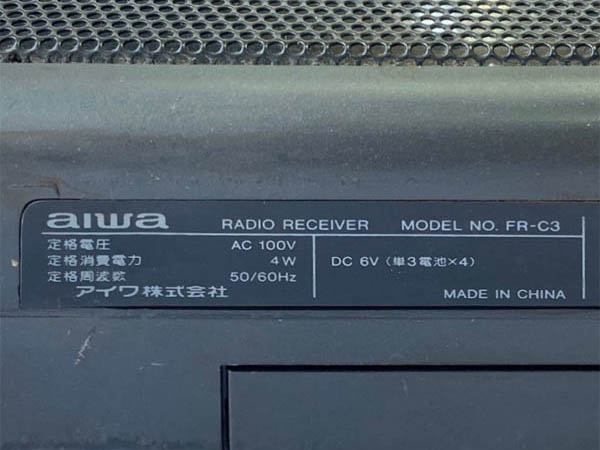 aiwa RADIO RECEIVER MODEL NO. FR-C3
定格電圧 AC 100V
定格消費電力 4W
定格周波数 50/60Hz
アイワ株式会社
DC 6V (単3電池×4)
MADE IN CHINA